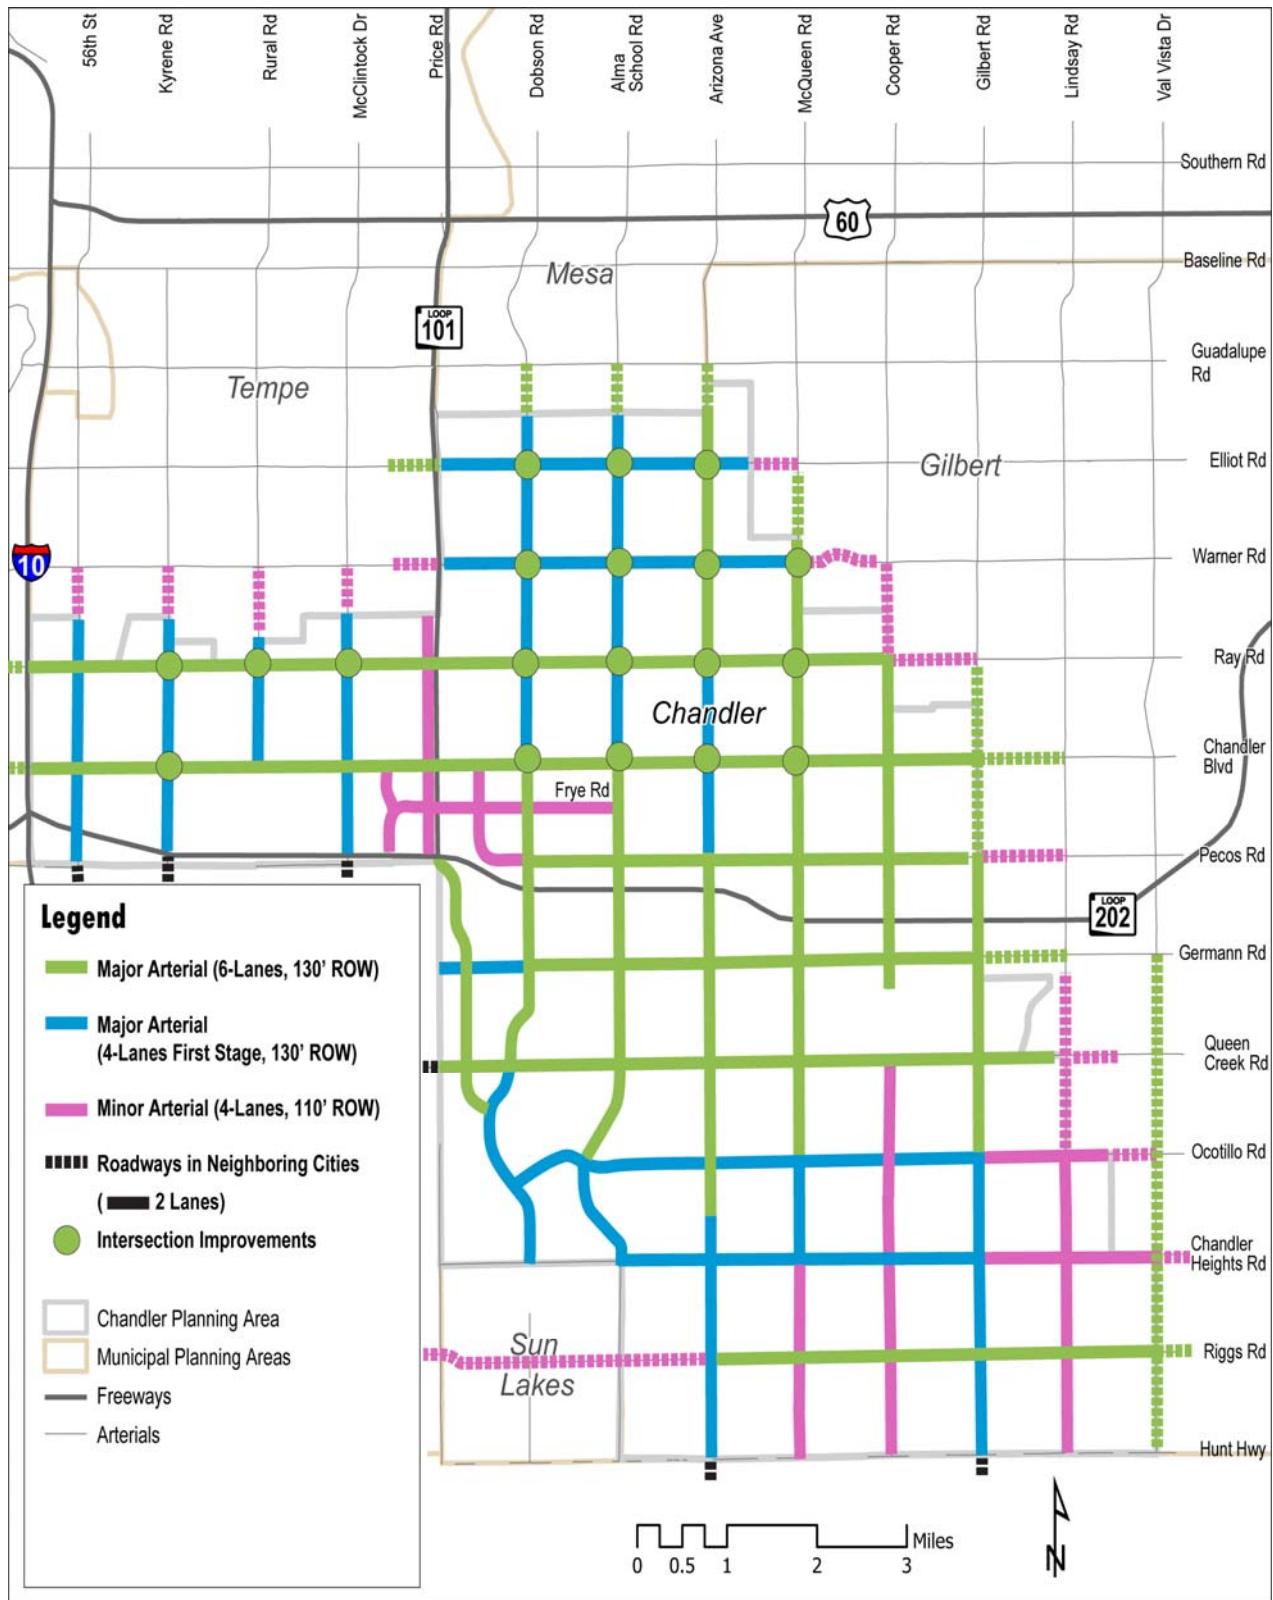 56th St
Kyrene Rd
Rural Rd
McClintock Dr
Price Rd
Dobson Rd
Alma
School Rd
Arizona Ave
McQueen Rd
Cooper Rd
Gilbert Rd
Lindsay Rd
Val Vista Dr
Southern Rd
60
Baseline Rd
Mesa
LOOP
101
Guadalupe
Rd
Tempe
Elliot Rd
Gilbert
Warner Rd
10
Ray Rd
Chandler
Chandler
Blvd
Frye Rd
Pecos Rd
LOOP
202
Germann Rd
Queen
Creek Rd
Ocotillo Rd
Chandler
Heights Rd
Sun
Lakes
Riggs Rd
Hunt Hwy
Legend
Major Arterial (6-Lanes, 130' ROW)
Major Arterial
(4-Lanes First Stage, 130' ROW)
Minor Arterial (4-Lanes, 110' ROW)
Roadways in Neighboring Cities
( 2 Lanes)
Intersection Improvements
Chandler Planning Area
Municipal Planning Areas
Freeways
Arterials
Miles
0 0.5 1 2 3
N